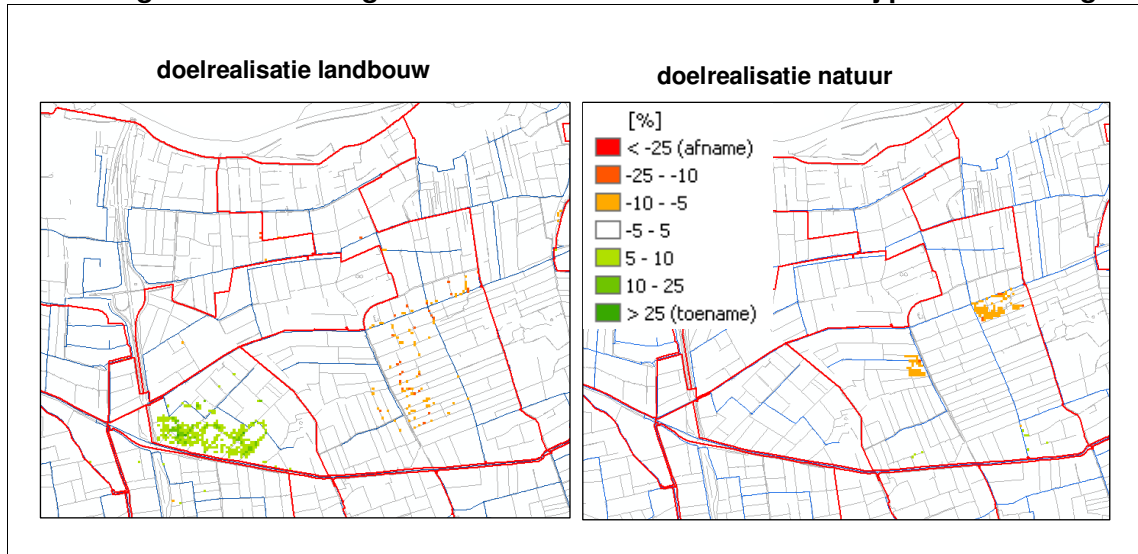 doelrealisatie landbouw
doelrealisatie natuur
[%]
< -25 (afname)
-25 - -10
-10 - -5
-5 - 5
5 - 10
10 - 25
> 25 (toename)